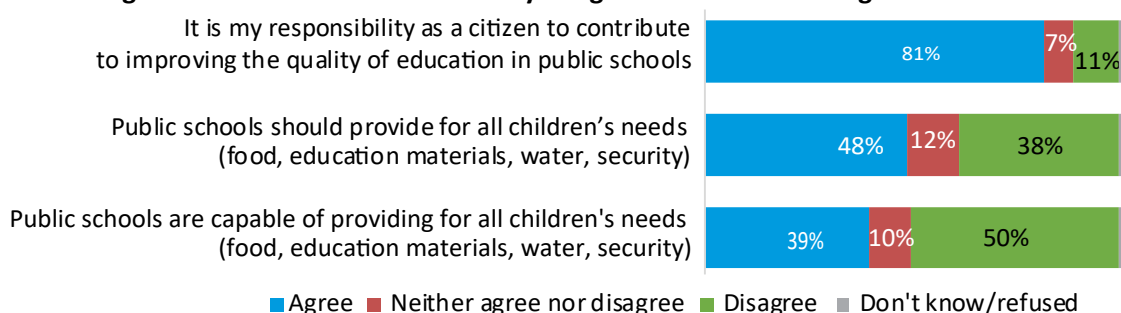 It is my responsibility as a citizen to contribute
to improving the quality of education in public schools
81%
7%
11%
Public schools should provide for all children’s needs
(food, education materials, water, security)
48%
12%
38%
Public schools are capable of providing for all children's needs
(food, education materials, water, security)
39%
10%
50%
Agree
Neither agree nor disagree
Disagree
Don't know/refused